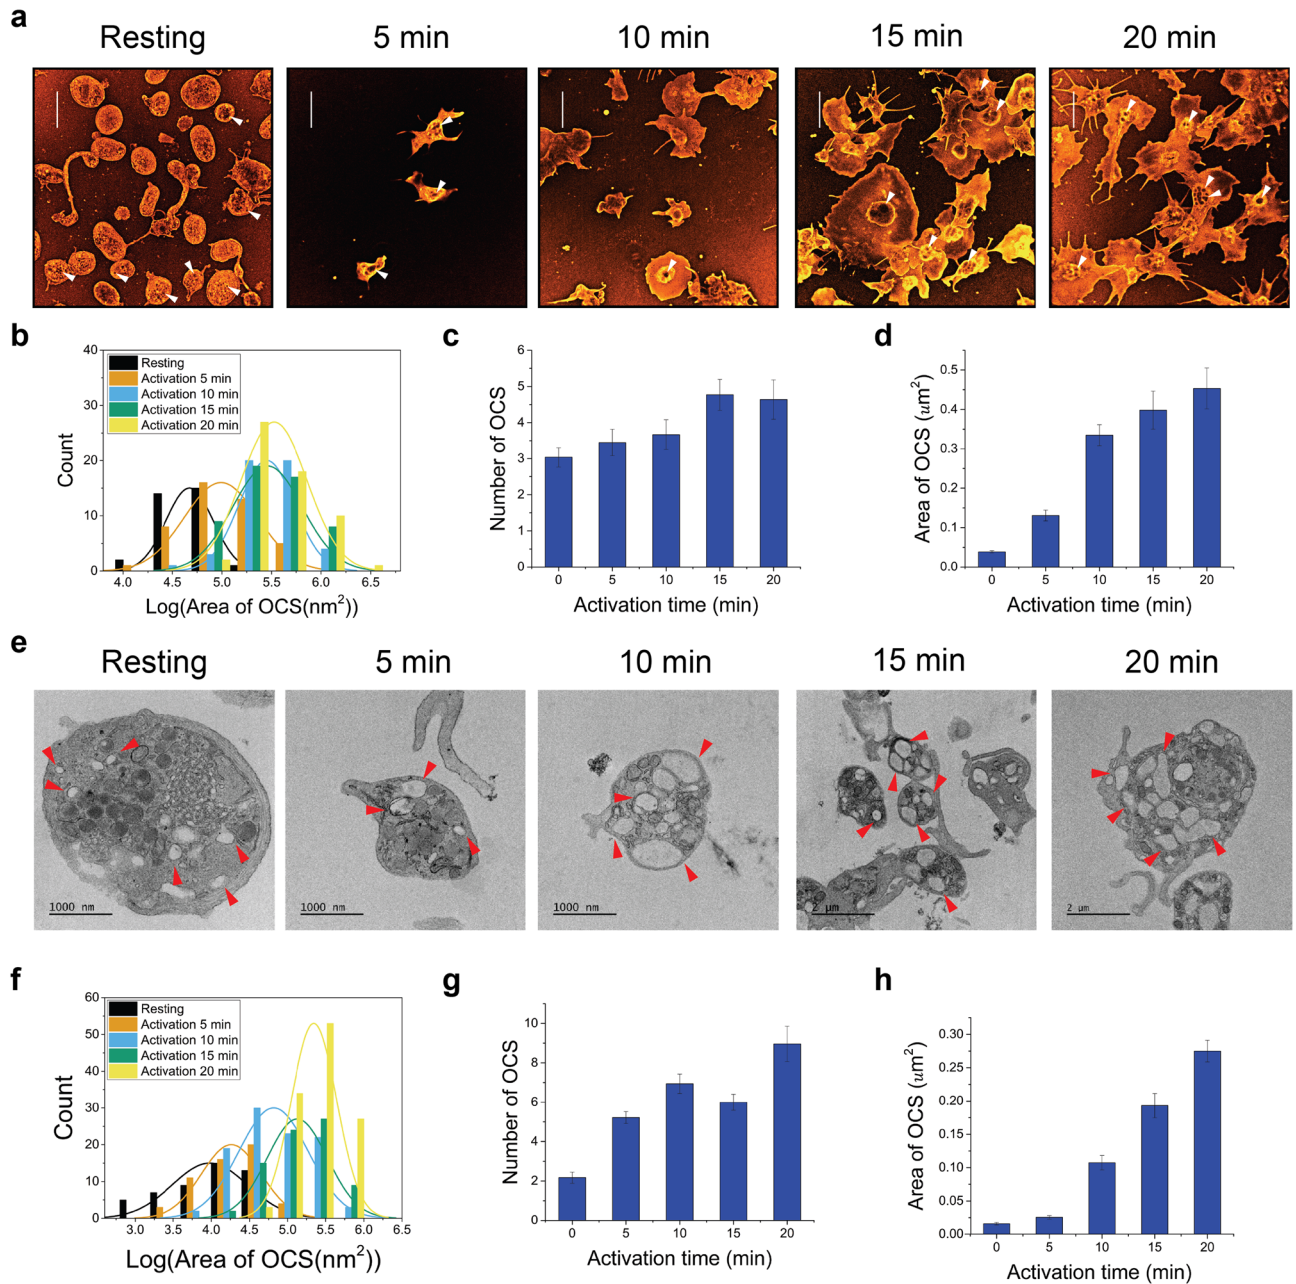 a
Resting
5 min
10 min
15 min
20 min
b
40
30
20
10
0
Count
Resting
Activation 5 min
Activation 10 min
Activation 15 min
Activation 20 min
4.0 4.5 5.0 5.5 6.0 6.5
Log(Area of OCS(nm²))
c
6
5
4
3
2
1
0
Number of OCS
0 5 10 15 20
Activation time (min)
d
0.5
0.4
0.3
0.2
0.1
0.0
Area of OCS (um²)
0 5 10 15 20
Activation time (min)
e
Resting
5 min
10 min
15 min
20 min
1000 nm
1000 nm
1000 nm
2 μm
2 μm
f
60
50
40
30
20
10
0
Count
Resting
Activation 5 min
Activation 10 min
Activation 15 min
Activation 20 min
3.0 3.5 4.0 4.5 5.0 5.5 6.0 6.5
Log(Area of OCS(nm²))
g
10
8
6
4
2
0
Number of OCS
0 5 10 15 20
Activation time (min)
h
0.30
0.25
0.20
0.15
0.10
0.05
0.00
Area of OCS (um²)
0 5 10 15 20
Activation time (min)